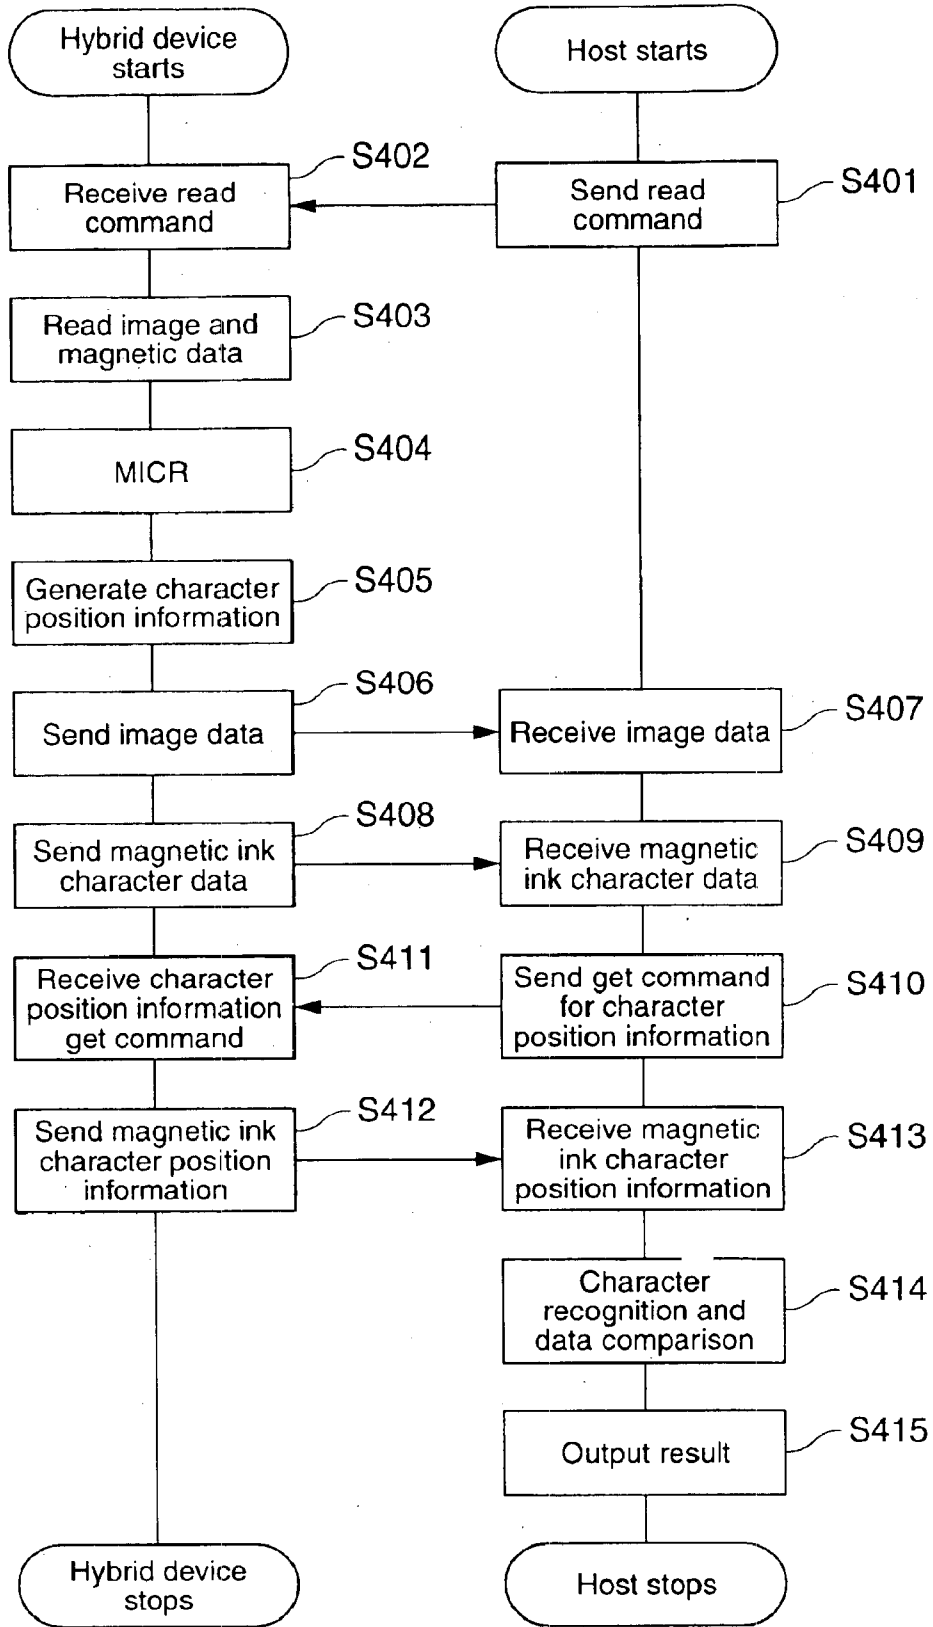 Hybrid device
starts
Host starts
S402
Receive read
command
S401
Send read
command
S403
Read image and
magnetic data
S404
MICR
S405
Generate character
position information
S406
Send image data
S407
Receive image data
S408
Send magnetic ink
character data
S409
Receive magnetic
ink character data
S411
Receive character
position information
get command
S410
Send get command
for character
position information
S412
Send magnetic ink
character position
information
S413
Receive magnetic
ink character
position information
S414
Character
recognition and
data comparison
S415
Output result
Hybrid device
stops
Host stops